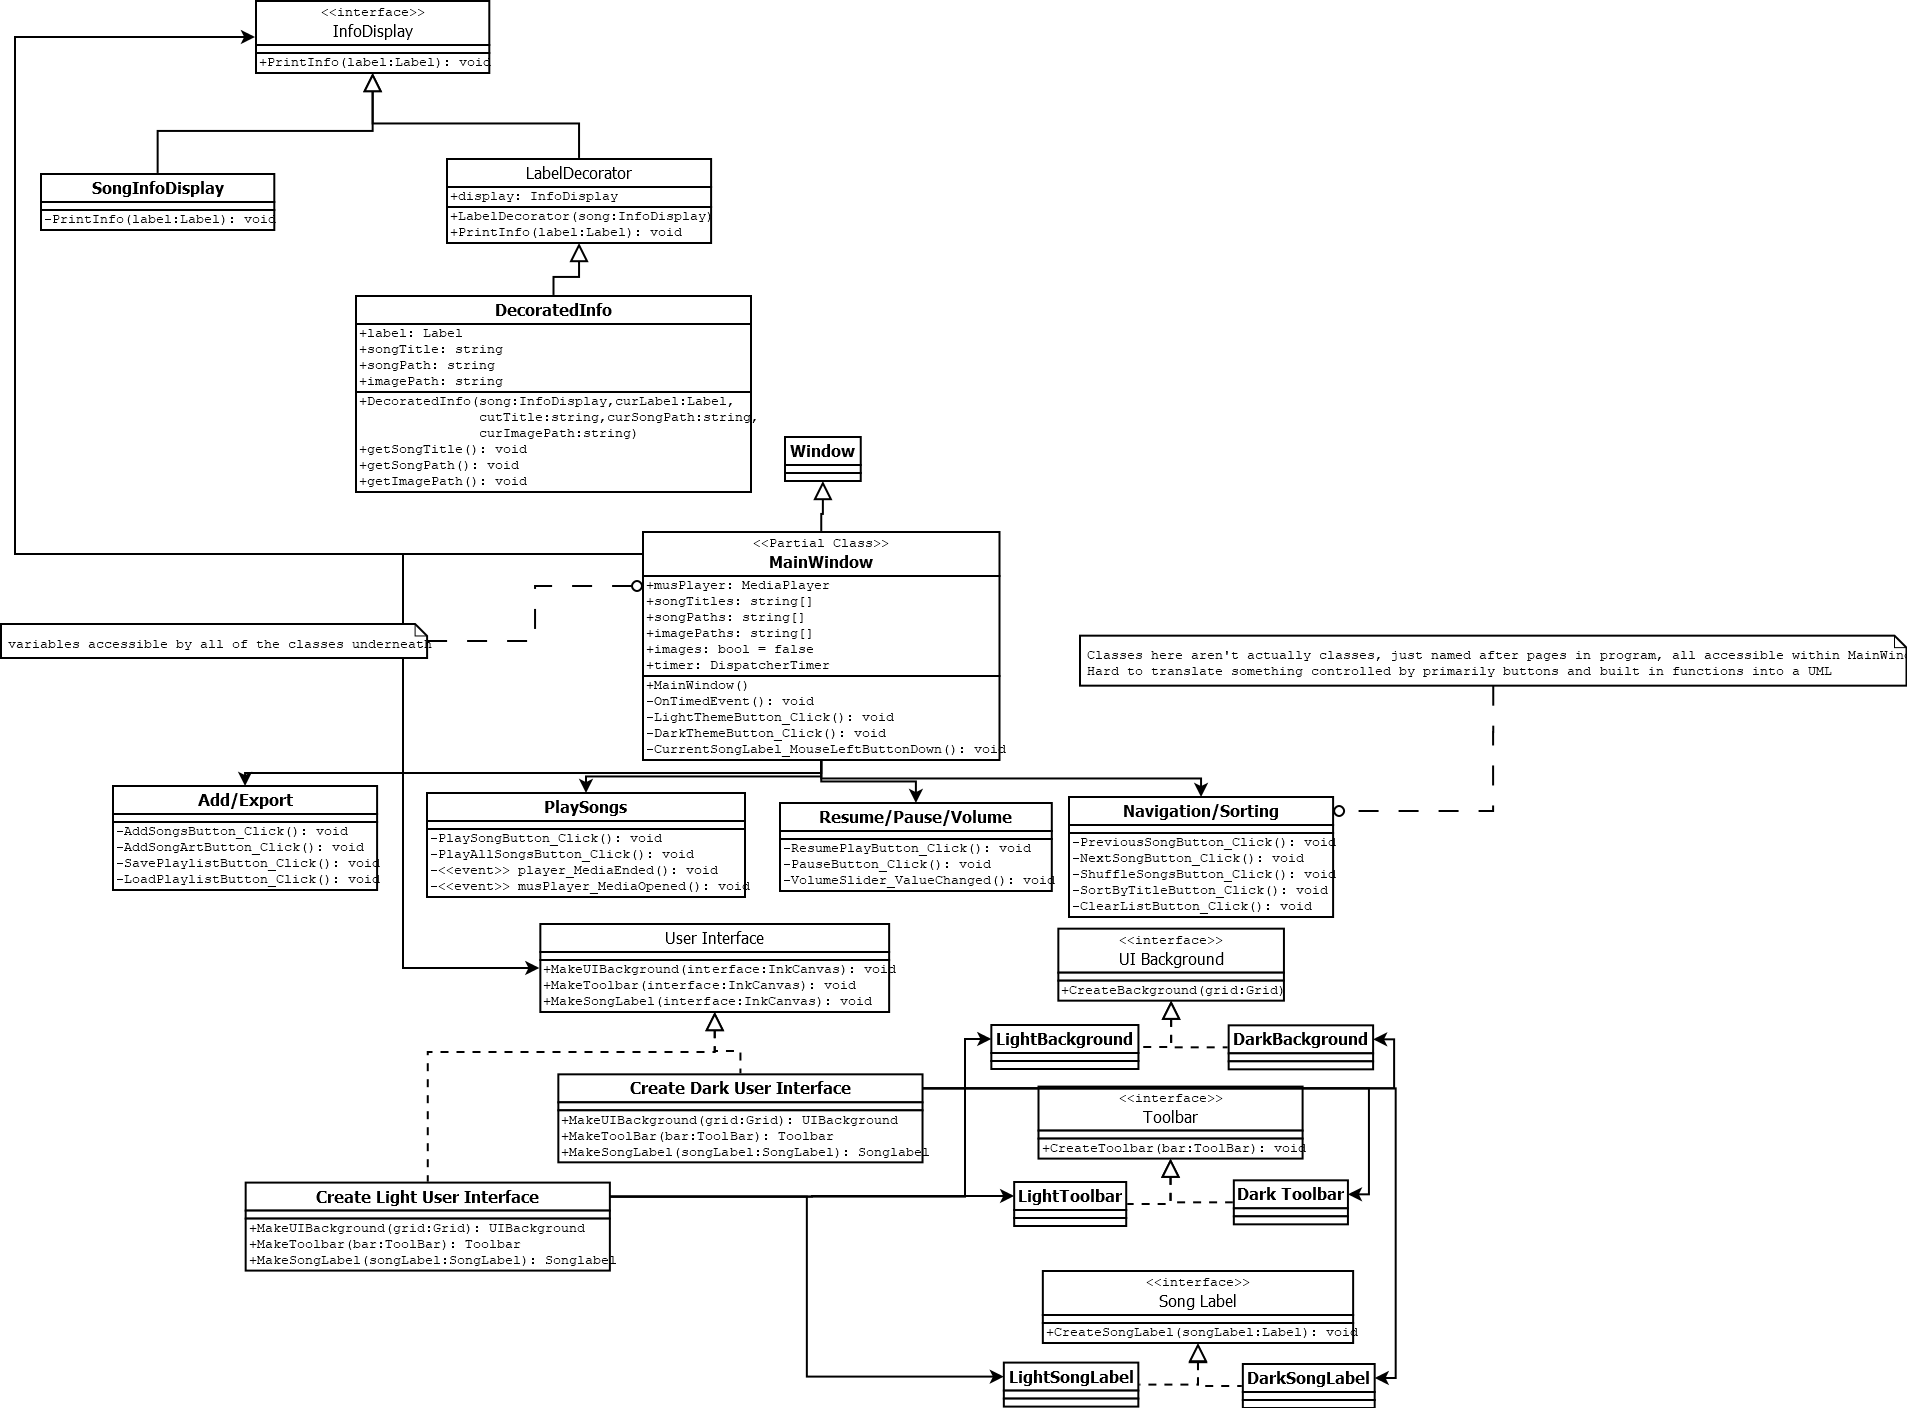 <<interface>>
InfoDisplay
+PrintInfo(label:Label): void
SongInfoDisplay
-PrintInfo(label:Label): void
LabelDecorator
+display: InfoDisplay
+LabelDecorator(song:InfoDisplay)
+PrintInfo(label:Label): void
DecoratedInfo
+label: Label
+songTitle: string
+songPath: string
+imagePath: string
+DecoratedInfo(song:InfoDisplay,curLabel:Label,
cutTitle:string,curSongPath:string,
curImagePath:string)
+getSongTitle(): void
+getSongPath(): void
+getImagePath(): void
Window
<<Partial Class>>
MainWindow
+musPlayer: MediaPlayer
+songTitles: string[]
+songPaths: string[]
+imagePaths: string[]
+images: bool = false
+timer: DispatcherTimer
+MainWindow()
-OnTimedEvent(): void
-LightThemeButton_Click(): void
-DarkThemeButton_Click(): void
-CurrentSongLabel_MouseLeftButtonDown(): void
variables accessible by all of the classes underneath
Classes here aren't actually classes, just named after pages in program, all accessible within MainWin
Hard to translate something controlled by primarily buttons and built in functions into a UML
Add/Export
-AddSongsButton_Click(): void
-AddSongArtButton_Click(): void
-SavePlaylistButton_Click(): void
-LoadPlaylistButton_Click(): void
PlaySongs
-PlaySongButton_Click(): void
-PlayAllSongsButton_Click(): void
-<<event>> player_MediaEnded(): void
-<<event>> musPlayer_MediaOpened(): void
Resume/Pause/Volume
-ResumePlayButton_Click(): void
-PauseButton_Click(): void
-VolumeSlider_ValueChanged(): void
Navigation/Sorting
-PreviousSongButton_Click(): void
-NextSongButton_Click(): void
-ShuffleSongsButton_Click(): void
-SortByTitleButton_Click(): void
-ClearListButton_Click(): void
User Interface
+MakeUIBackground(interface:InkCanvas): void
+MakeToolbar(interface:InkCanvas): void
+MakeSongLabel(interface:InkCanvas): void
<<interface>>
UI Background
+CreateBackground(grid:Grid)
LightBackground
DarkBackground
Create Dark User Interface
+MakeUIBackground(grid:Grid): UIBackground
+MakeToolBar(bar:ToolBar): Toolbar
+MakeSongLabel(songLabel:SongLabel): Songlabel
<<interface>>
Toolbar
+CreateToolbar(bar:ToolBar): void
LightToolbar
Dark Toolbar
Create Light User Interface
+MakeUIBackground(grid:Grid): UIBackground
+MakeToolbar(bar:ToolBar): Toolbar
+MakeSongLabel(songLabel:SongLabel): Songlabel
<<interface>>
Song Label
+CreateSongLabel(songLabel:Label): void
LightSongLabel
DarkSongLabel